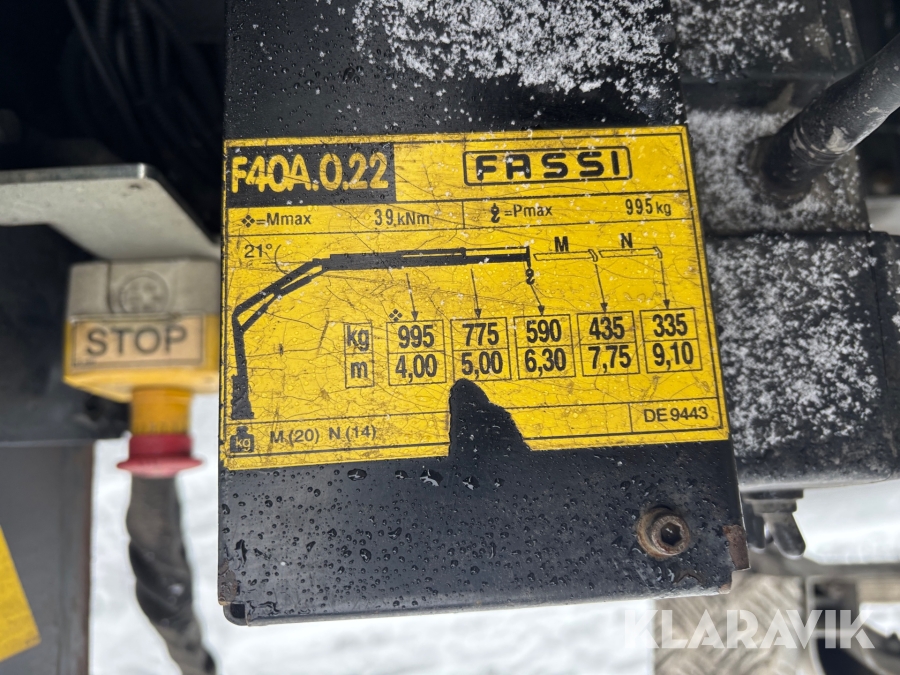 F40A.0.22 FASSI
=Mmax 39,kNm =Pmax 995kg
21° M N
kg 995 775 590 435 335
m 4,00 5,00 6,30 7,75 9,10
kg M (20) N (14) DE 9443
STOP
KLARAVIK